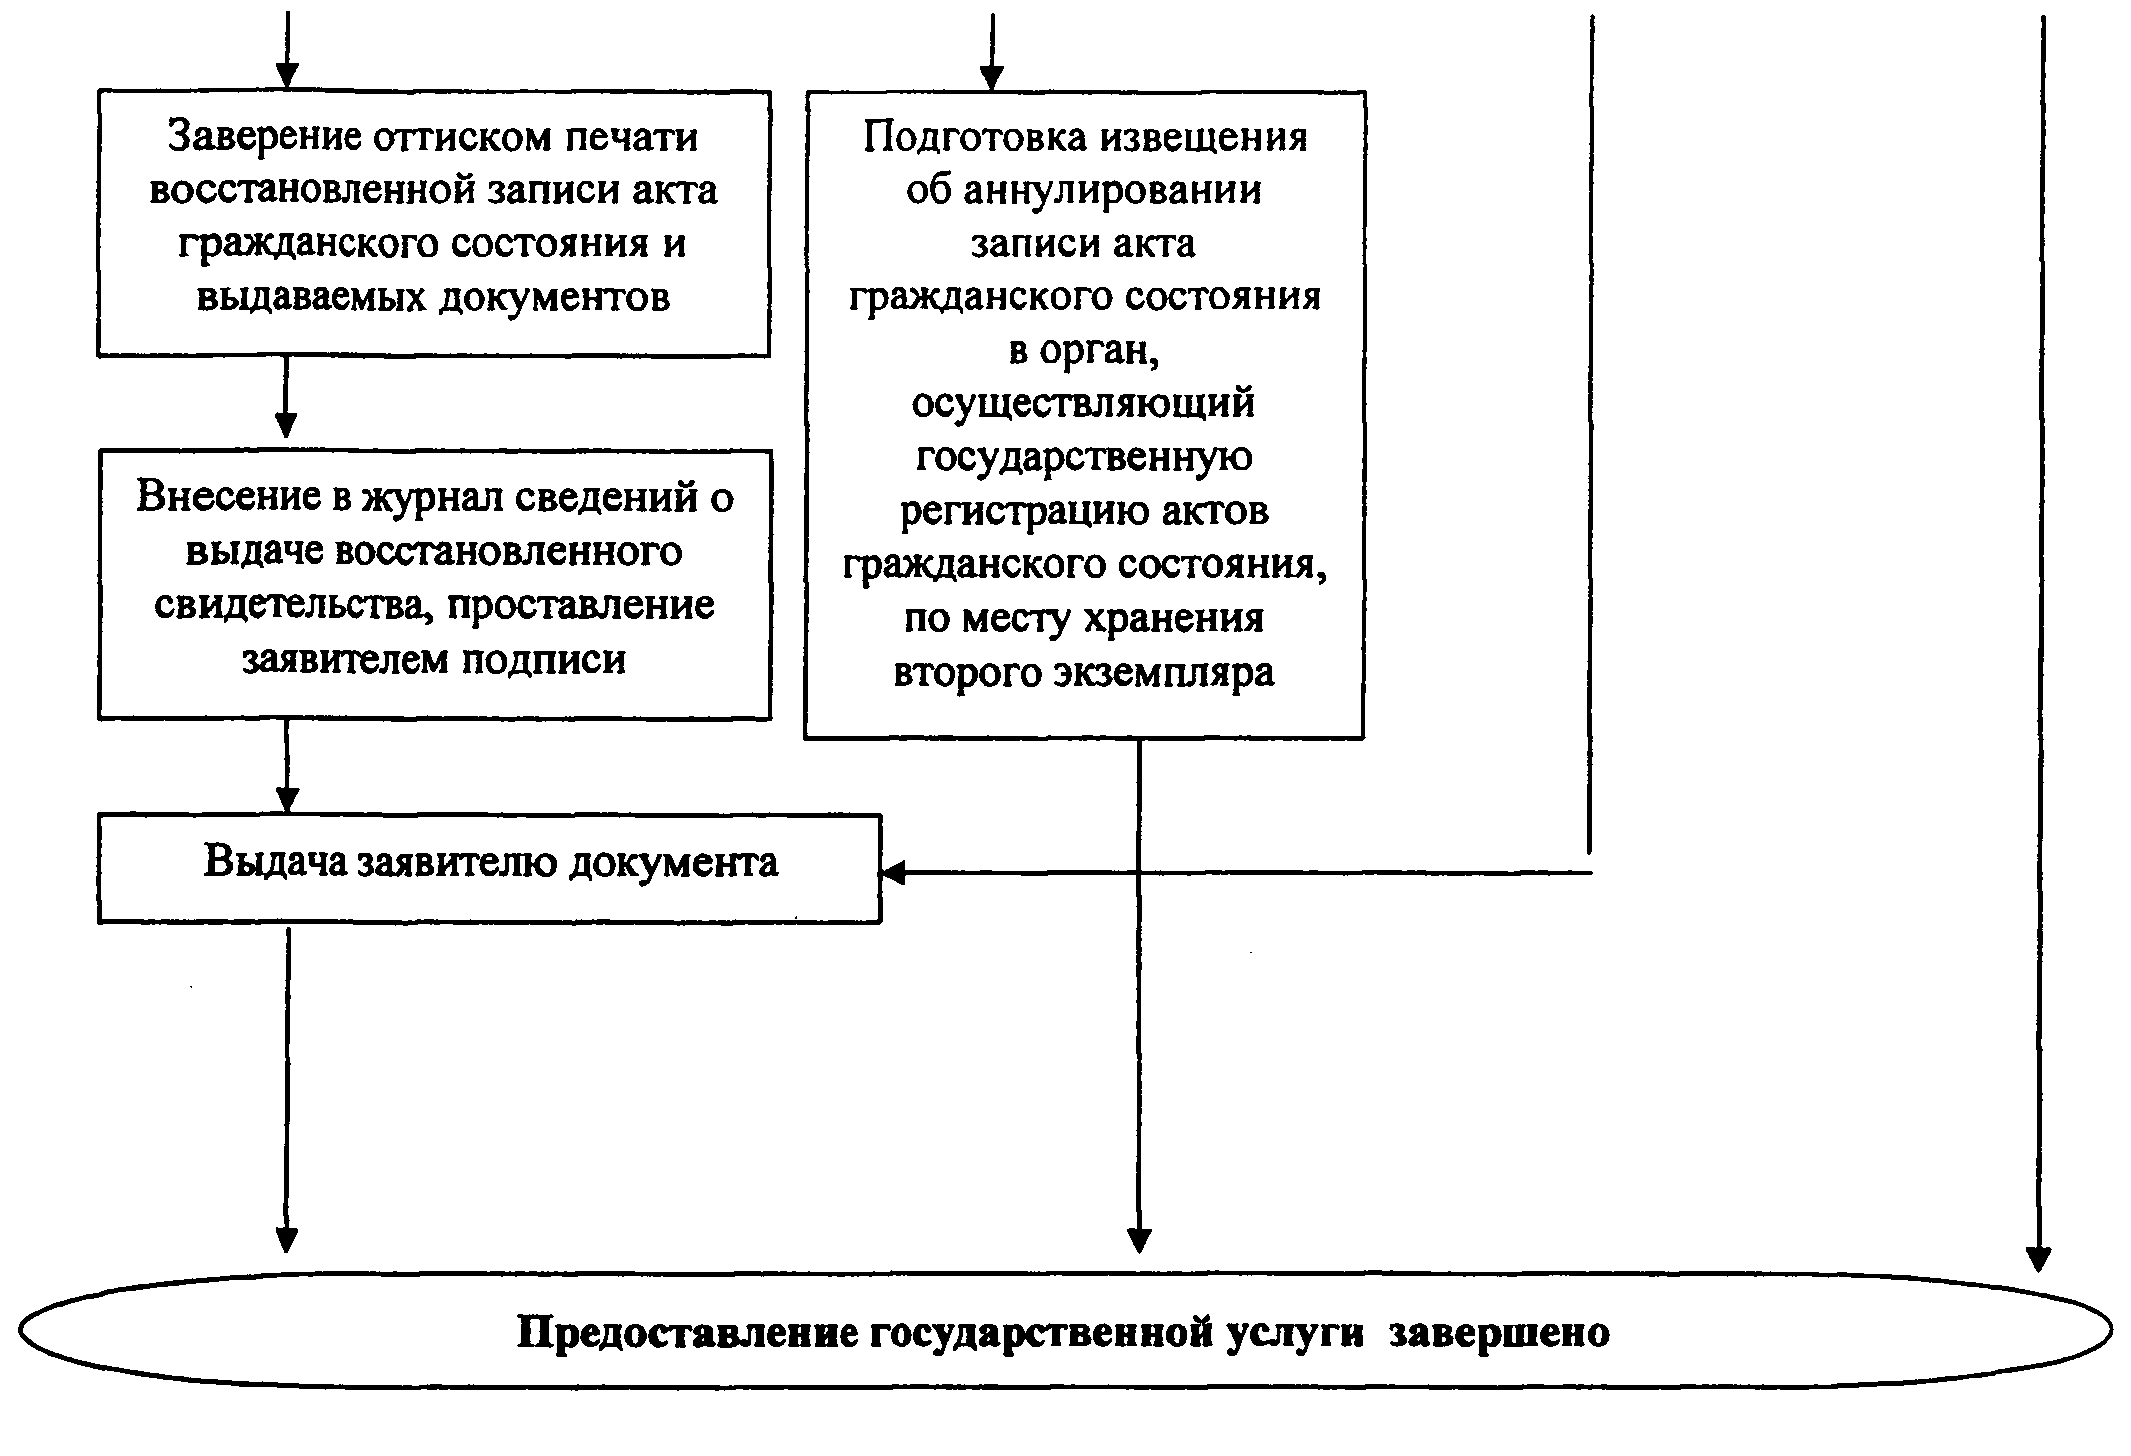 Заверение оттиском печати
восстановленной записи акта
гражданского состояния и
выдаваемых документов
Внесение в журнал сведений о
выдаче восстановленного
свидетельства, проставление
заявителем подписи
Выдача заявителю документа
Подготовка извещения
об аннулировании
записи акта
гражданского состояния
в орган,
осуществляющий
государственную
регистрацию актов
гражданского состояния,
по месту хранения
второго экземпляра
Предоставление государственной услуги завершено